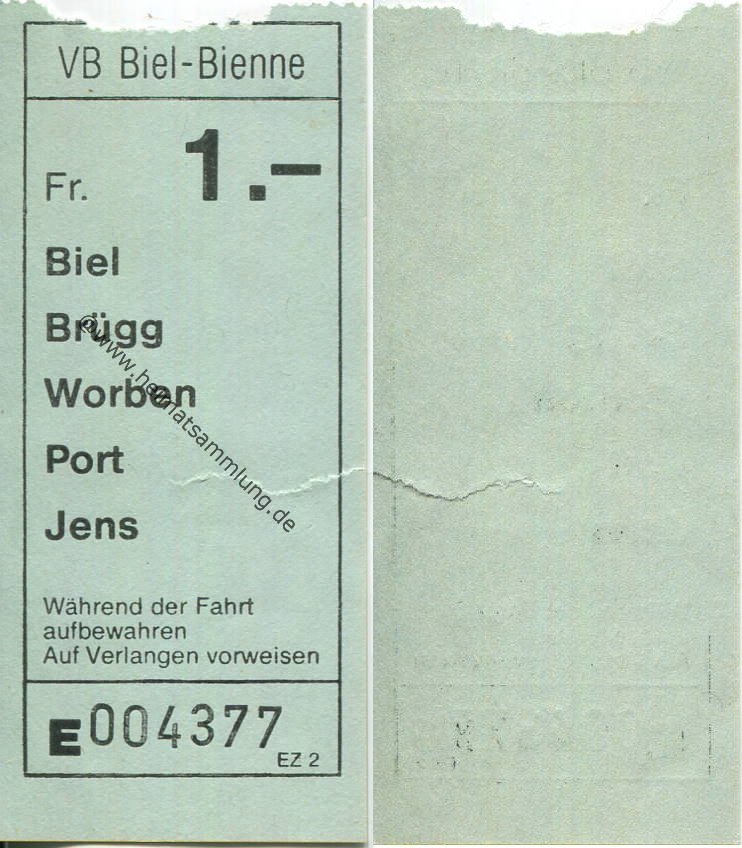 VB Biel-Bienne
Fr. 1.–
Biel
Brügg
Worben
Port
Jens
Während der Fahrt
aufbewahren
Auf Verlangen vorweisen
E 004377
EZ 2
@www.heimatsammlung.de